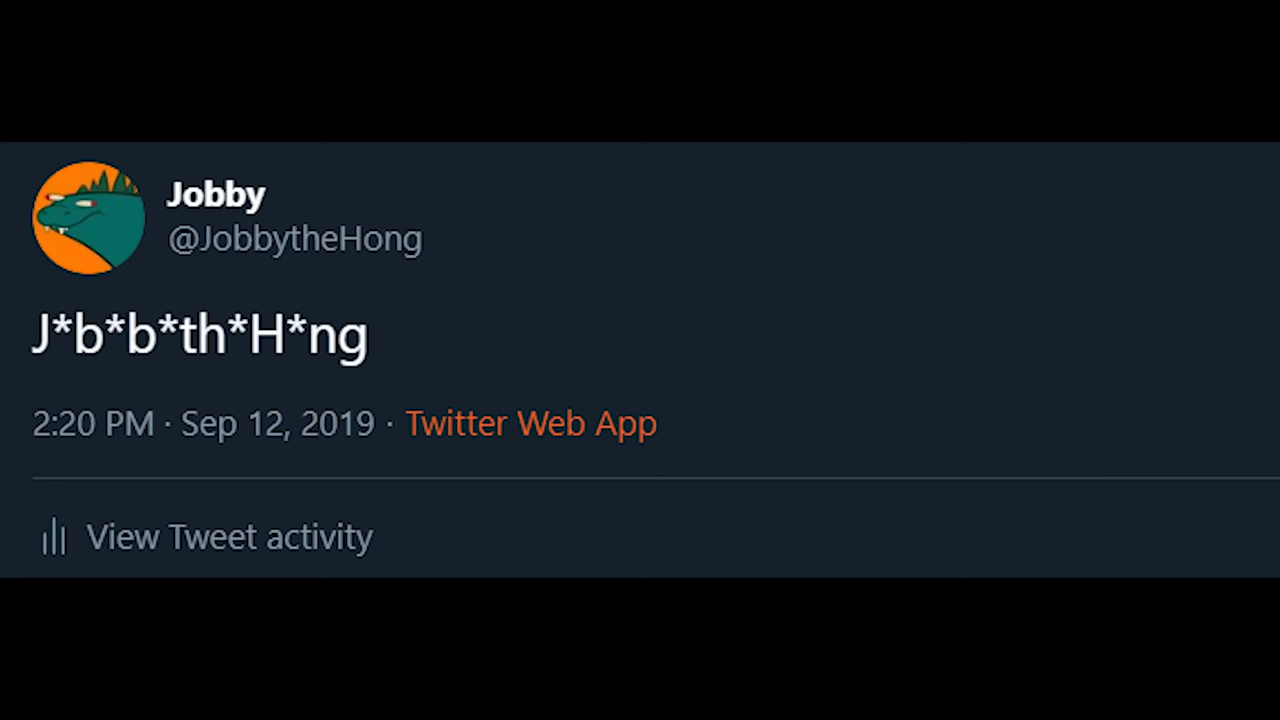 Jobby
@JobbytheHong
J*b*b*th*H*ng
2:20 PM · Sep 12, 2019 · Twitter Web App
View Tweet activity